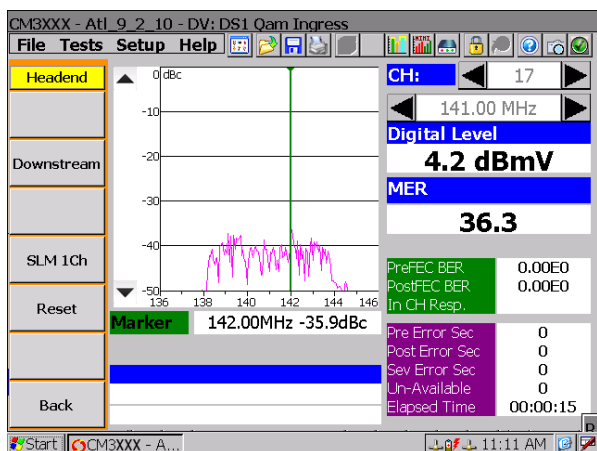 CM3XXX - Atl_9_2_10 - DV: DS1 Qam Ingress
File Tests Setup Help
Headend
Downstream
SLM 1Ch
Reset
Back
0 dBc
-10
-20
-30
-40
-50
136 138 140 142 144 146
Marker 142.00MHz -35.9dBc
CH: 17
141.00 MHz
Digital Level
4.2 dBmV
MER
36.3
PreFEC BER 0.00E0
PostFEC BER 0.00E0
In CH Resp.
Pre Error Sec 0
Post Error Sec 0
Sev Error Sec 0
Un-Available 0
Elapsed Time 00:00:15
Start CM3XXX - A... 11:11 AM